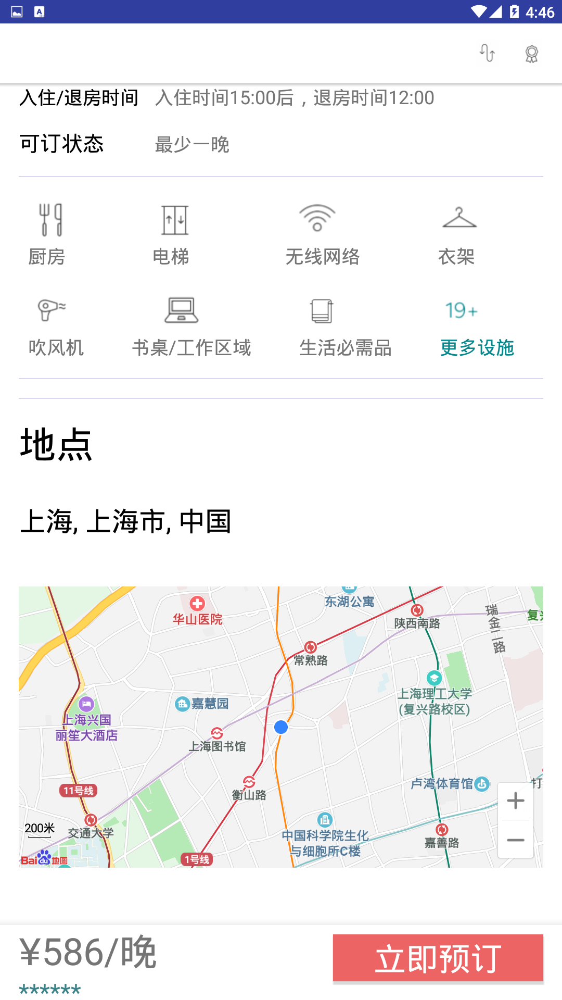 4:46
入住/退房时间 入住时间15:00后，退房时间12:00
可订状态 最少一晚
厨房 电梯 无线网络 衣架
19+
吹风机 书桌/工作区域 生活必需品 更多设施
地点
上海, 上海市, 中国
东湖公寓
华山医院
陕西南路
瑞金二路
复兴
常熟路
上海理工大学
(复兴路校区)
嘉慧园
上海兴国
丽笙大酒店
上海图书馆
卢湾体育馆
打
11号线
衡山路
200米
交通大学
中国科学院生化
与细胞所C楼
嘉善路
1号线
Bai du 地图
¥586/晚
立即预订
******